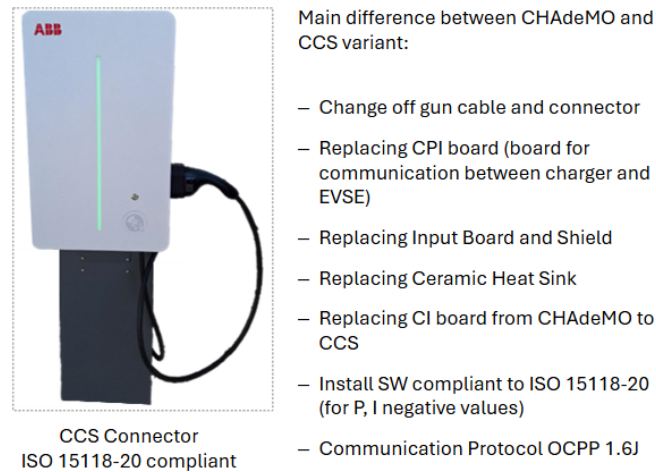 ABB
Main difference between CHAdeMO and
CCS variant:
– Change off gun cable and connector
– Replacing CPI board (board for
communication between charger and
EVSE)
– Replacing Input Board and Shield
– Replacing Ceramic Heat Sink
– Replacing CI board from CHAdeMO to
CCS
– Install SW compliant to ISO 15118-20
(for P, I negative values)
– Communication Protocol OCPP 1.6J
CCS Connector
ISO 15118-20 compliant